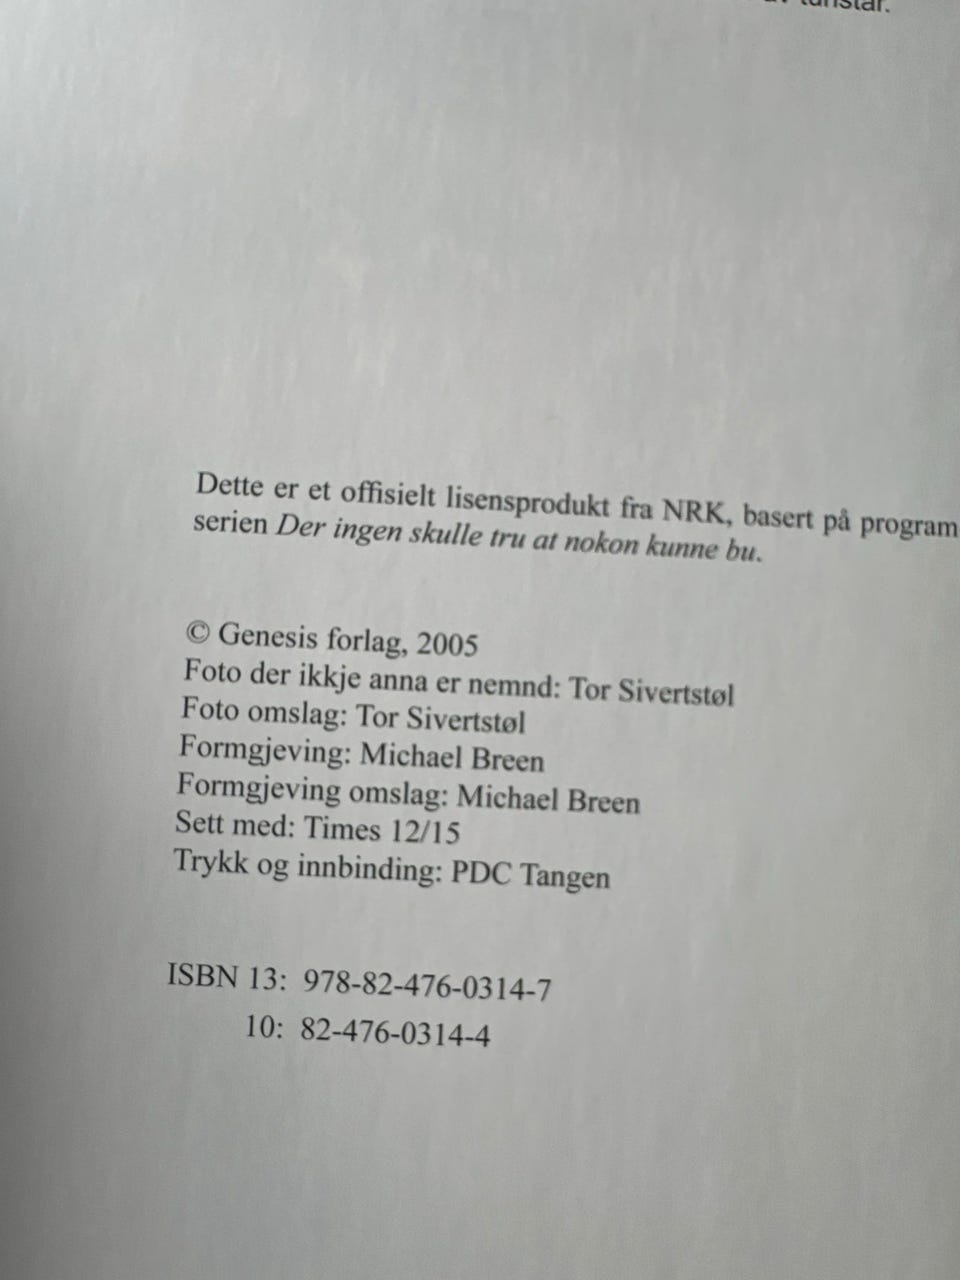 Dette er et offisielt lisensprodukt fra NRK, basert på program
serien Der ingen skulle tru at nokon kunne bu.
© Genesis forlag, 2005
Foto der ikkje anna er nemnd: Tor Sivertstøl
Foto omslag: Tor Sivertstøl
Formgjeving: Michael Breen
Formgjeving omslag: Michael Breen
Sett med: Times 12/15
Trykk og innbinding: PDC Tangen
ISBN 13: 978-82-476-0314-7
10: 82-476-0314-4